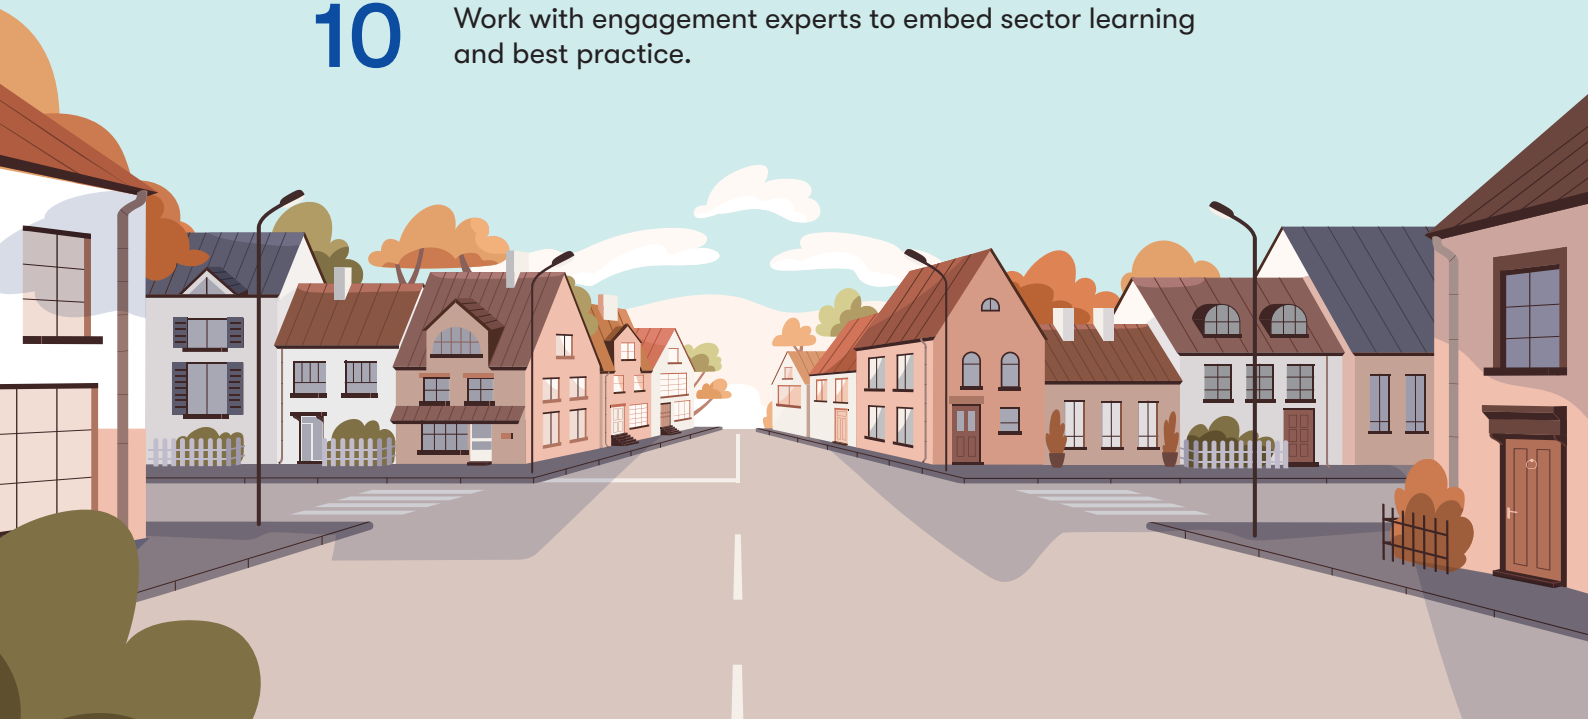 10
Work with engagement experts to embed sector learning
and best practice.